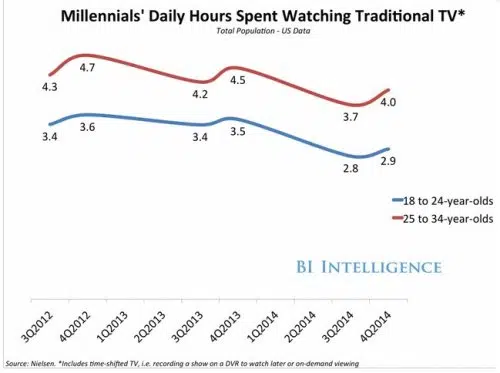 Millennials' Daily Hours Spent Watching Traditional TV*
Total Population - US Data
4.3
4.7
4.2
4.5
3.7
4.0
3.4
3.6
3.4
3.5
2.8
2.9
18 to 24-year-olds
25 to 34-year-olds
BI INTELLIGENCE
3Q2012
4Q2012
1Q2013
2Q2013
3Q2013
4Q2013
1Q2014
2Q2014
3Q2014
4Q2014
Source: Nielsen. *Includes time-shifted TV, i.e. recording a show on a DVR to watch later or on-demand viewing